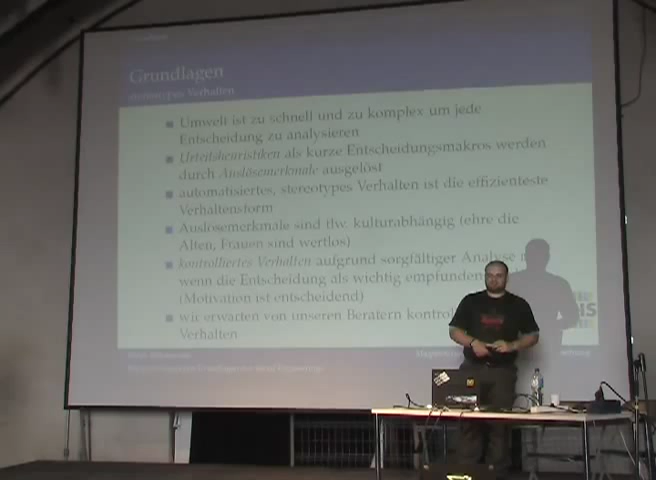 Grundlagen
stereotypes Verhalten
Umwelt ist zu schnell und zu komplex um jede
Entscheidung zu analysieren
Urteilsheuristiken als kurze Entscheidungsmakros werden
durch Auslösemerkmale ausgelöst
automatisiertes, stereotypes Verhalten ist die effizienteste
Verhaltensform
Auslösemerkmale sind tlw. kulturabhängig (ehre die
Alten, Frauen sind wertlos)
kontrolliertes Verhalten aufgrund sorgfältiger Analyse
wenn die Entscheidung als wichtig empfunden
(Motivation ist entscheidend)
wir erwarten von unseren Beratern
Verhalten